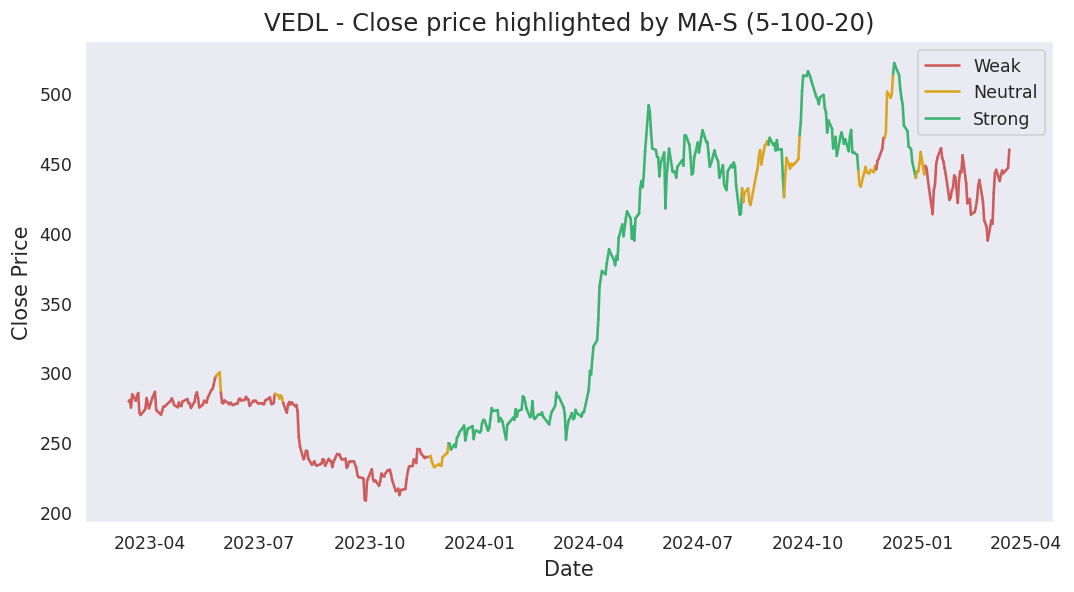 VEDL - Close price highlighted by MA-S (5-100-20)
Weak
Neutral
Strong
Close Price
500
450
400
350
300
250
200
2023-04
2023-07
2023-10
2024-01
2024-04
2024-07
2024-10
2025-01
2025-04
Date